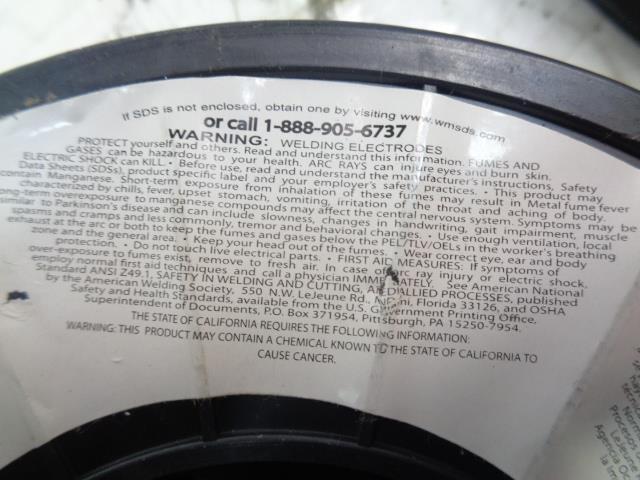 If SDS is not enclosed, obtain one by visiting www.wmsds.com
or call 1-888-905-6737
WARNING: WELDING ELECTRODES
PROTECT yourself and others. Read and understand this information. FUMES AND
GASES can be hazardous to your health. ARC RAYS can injure eyes and burn skin.
ELECTRIC SHOCK can KILL. • Before use, read and understand the manufacturer's instructions, Safety
Data Sheets (SDSs), product specific label and your employer's safety practices. • This product may
contain Manganese. Short-term exposure from inhalation of these fumes may result in Metal fume fever
characterized by chills, fever, upset stomach, vomiting, irritation of the throat and aching of body.
ong-term overexposure to manganese compounds may affect the central nervous system. Symptoms may be
similar to Parkinson's disease and can include slowness, changes in handwriting, gait impairment, muscle
spasms and cramps and less commonly, tremor and behavioral changes. • Use enough ventilation, local
exhaust at the arc or both to keep the fumes and gases below the PEL/TLV/OELs in the worker's breathing
zone and the general area. • Keep your head out of the fumes. • Wear correct eye, ear and body
protection. • Do not touch live electrical parts. • FIRST AID MEASURES: If symptoms of
over-exposure to fumes exist, remove to fresh air. In case of arc ray injury or electric shock,
employ normal first aid techniques and call a physician IMMEDIATELY. See American National
Standard ANSI Z49.1, SAFETY IN WELDING AND CUTTING, AND ALLIED PROCESSES, published
by the American Welding Society, 550 N.W. LeJeune Rd., Miami, Florida 33126, and OSHA
Safety and Health Standards, available from the U.S. Government Printing Office,
Superintendent of Documents, P.O. Box 371954, Pittsburgh, PA 15250-7954.
THE STATE OF CALIFORNIA REQUIRES THE FOLLOWING INFORMATION:
WARNING: THIS PRODUCT MAY CONTAIN A CHEMICAL KNOWN TO THE STATE OF CALIFORNIA TO
CAUSE CANCER.